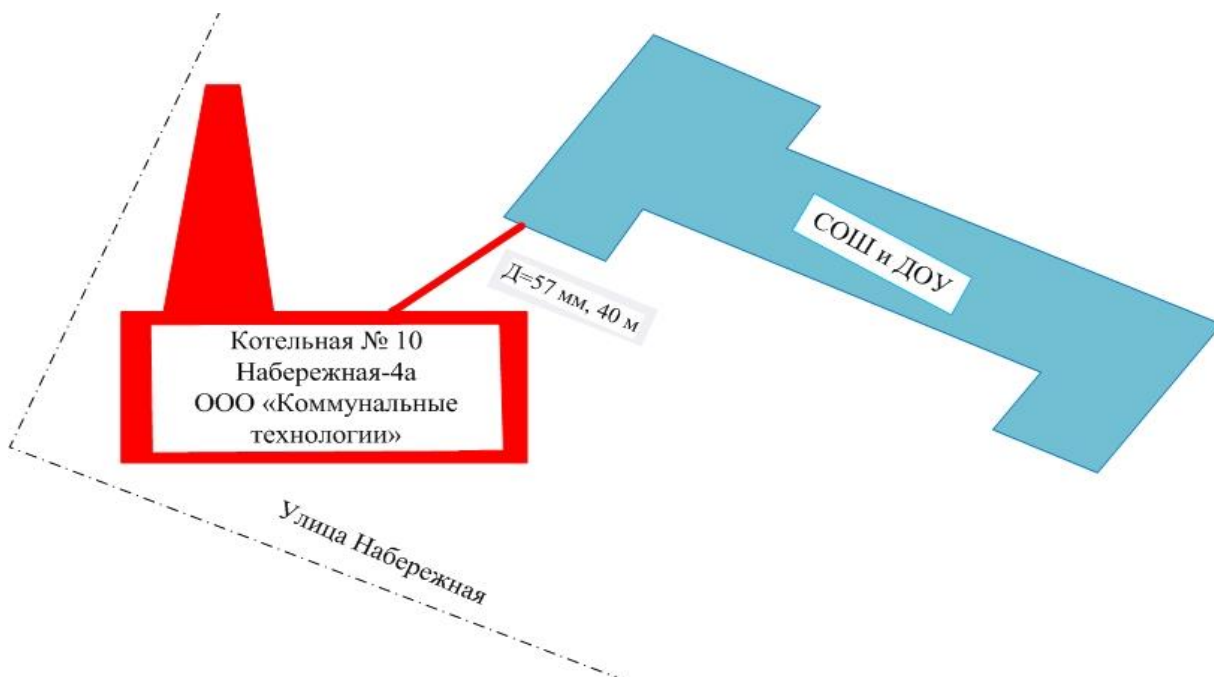 СОШ и ДОУ
Д=57 мм, 40 м
Котельная № 10
Набережная-4а
ООО «Коммунальные
технологии»
Улица Набережная